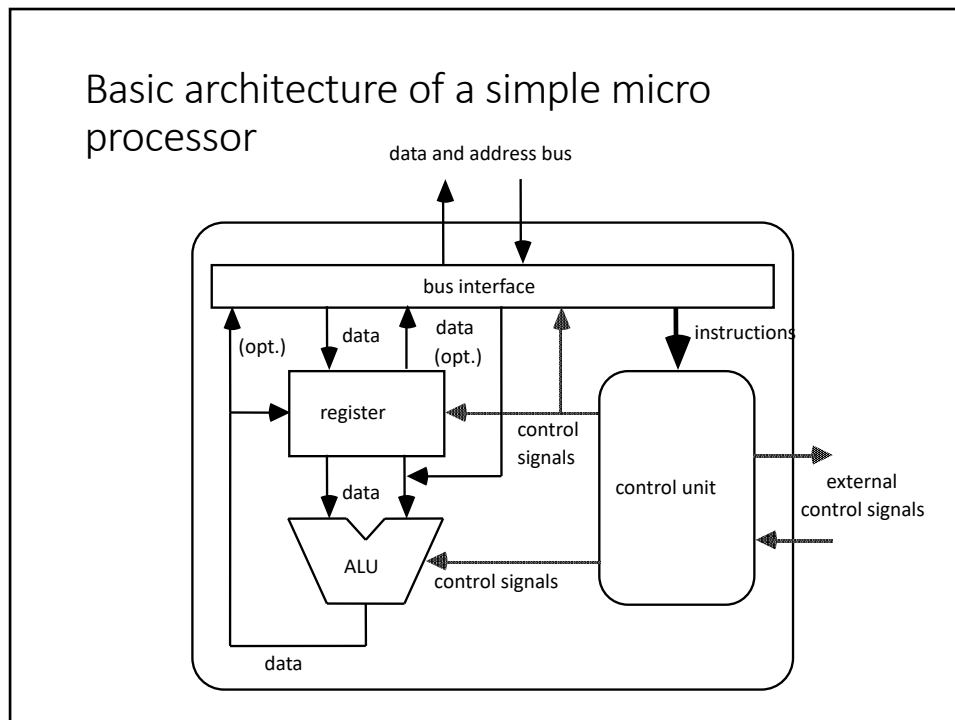 Basic architecture of a simple micro
processor
data and address bus
bus interface
(opt.)
data
data
(opt.)
instructions
register
control
signals
control unit
external
control signals
data
ALU
control signals
data